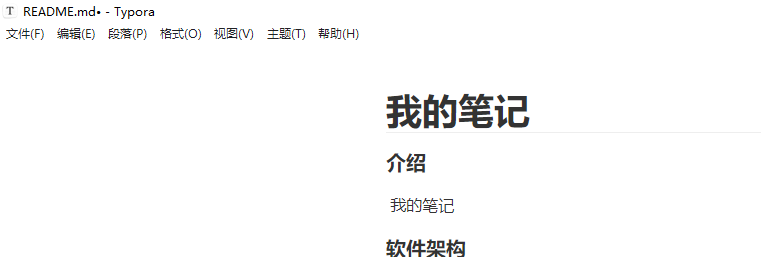 T README.md• - Typora
文件(F) 编辑(E) 段落(P) 格式(O) 视图(V) 主题(T) 帮助(H)
我的笔记
介绍
我的笔记
软件架构